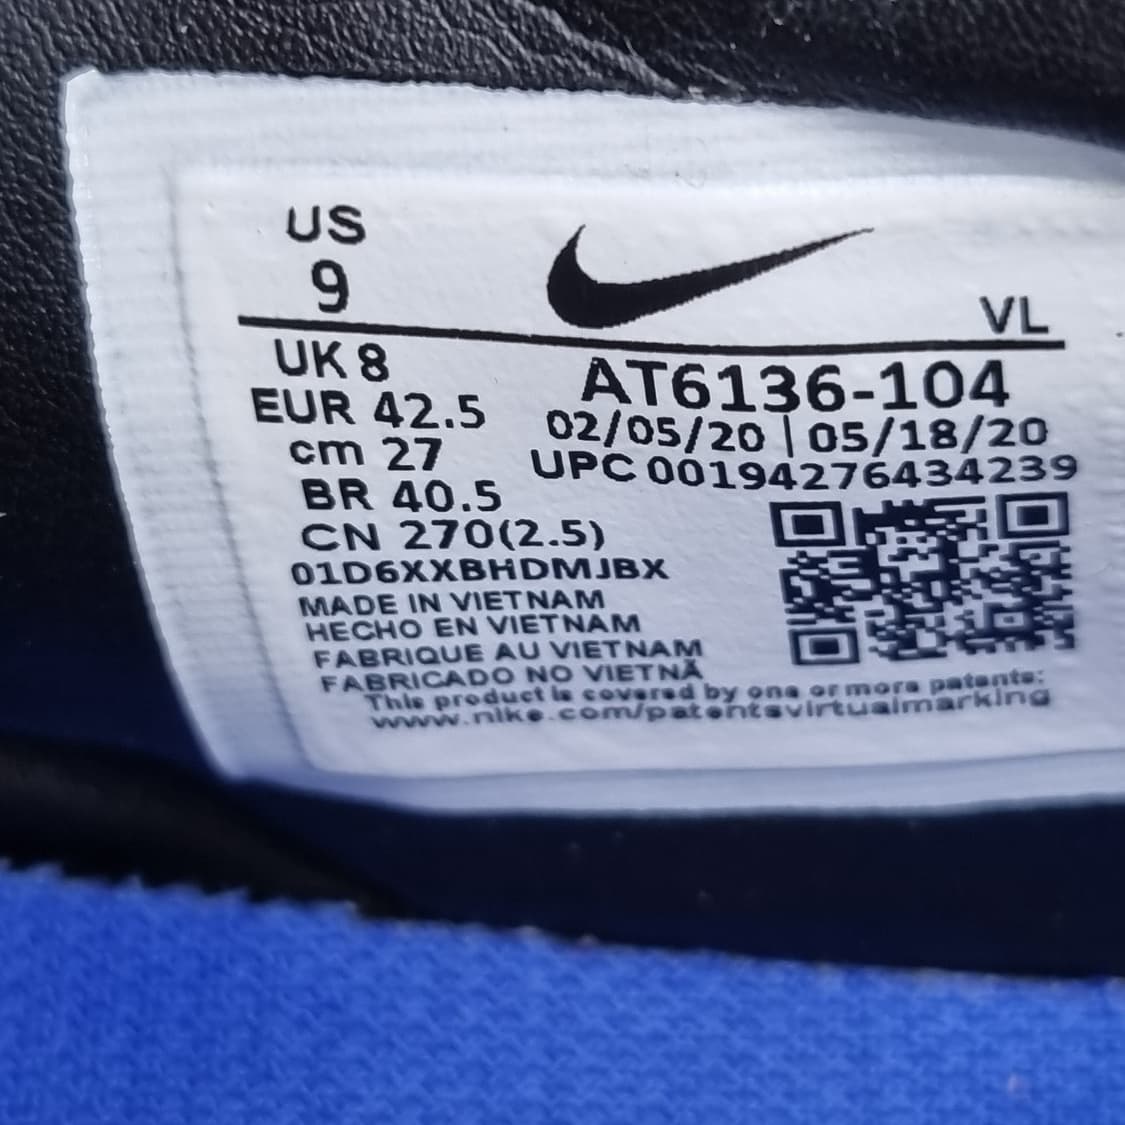 US
9
VL
UK 8
EUR 42.5
cm 27
BR 40.5
CN 270(2.5)
AT6136-104
02/05/20 | 05/18/20
UPC 00194276434239
01D6XXBHDMJBX
MADE IN VIETNAM
HECHO EN VIETNAM
FABRIQUE AU VIETNAM
FABRICADO NO VIETNÃ
This product is covered by one or more patents:
www.nike.com/patentsvirtualmarking